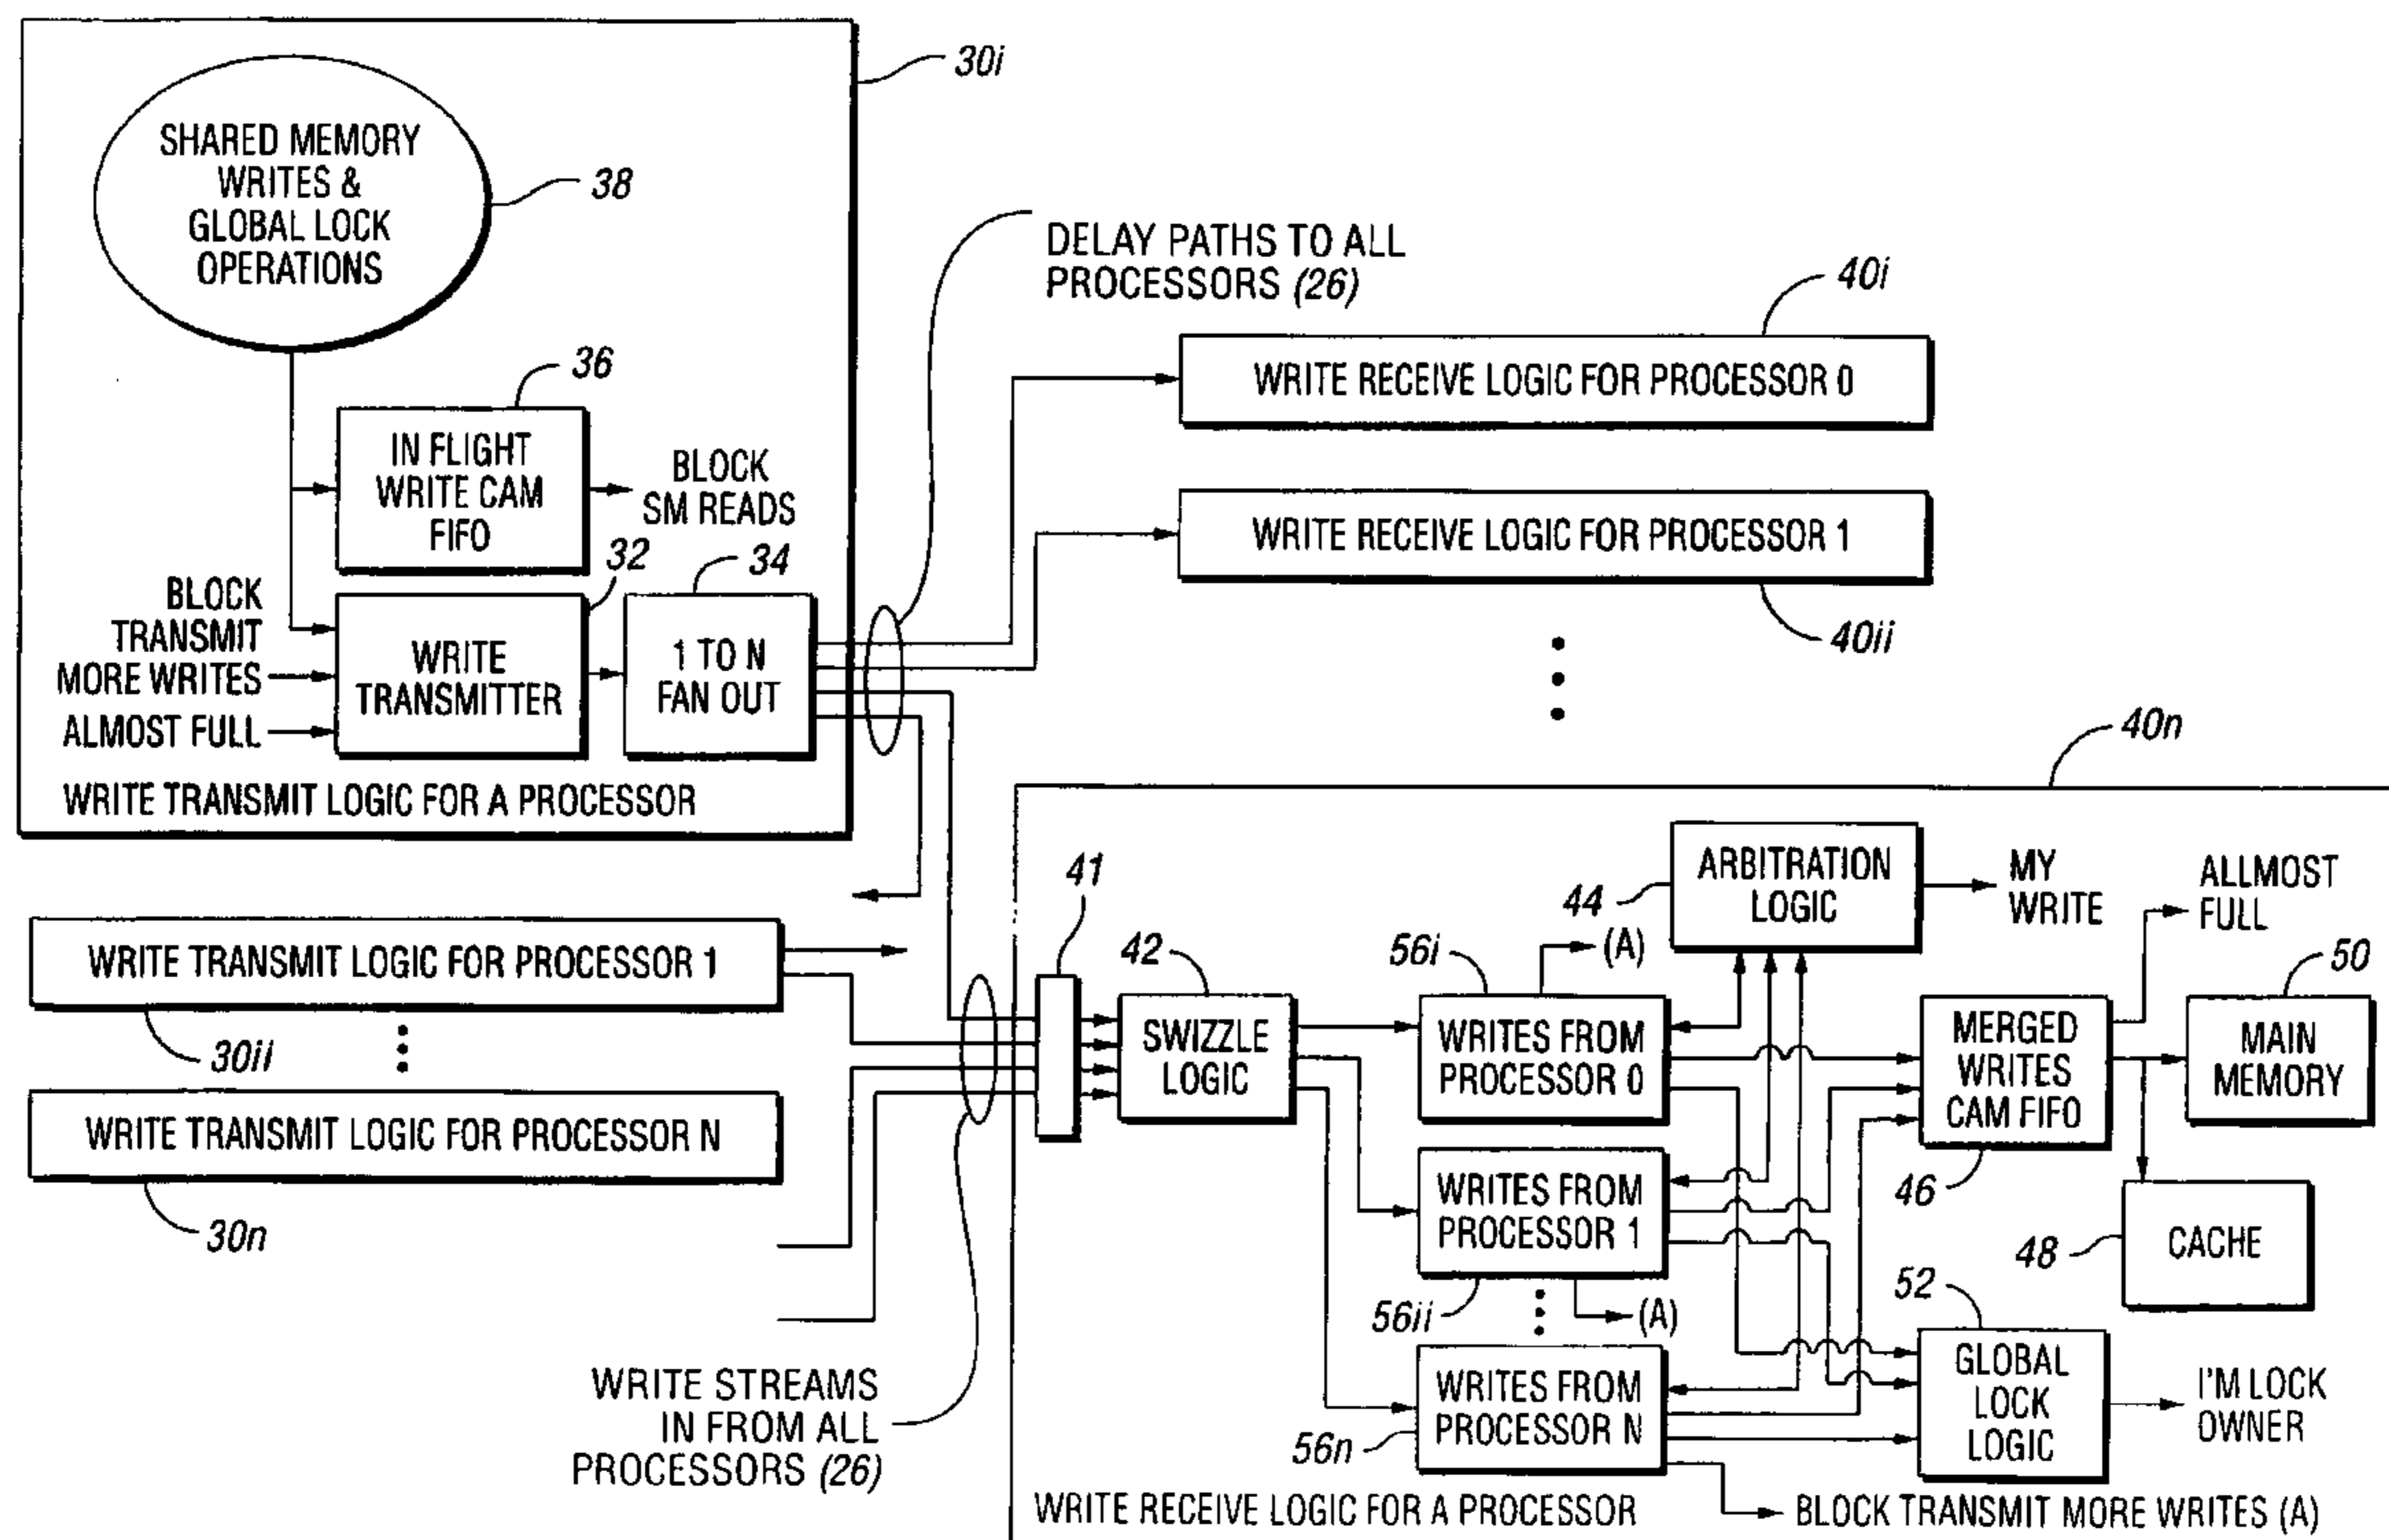 30i
SHARED MEMORY
WRITES &
GLOBAL LOCK
OPERATIONS
38
36
IN FLIGHT
WRITE CAM
FIFO
BLOCK
SM READS
32
34
BLOCK
TRANSMIT
MORE WRITES
ALMOST FULL
WRITE
TRANSMITTER
1 TO N
FAN OUT
WRITE TRANSMIT LOGIC FOR A PROCESSOR
DELAY PATHS TO ALL
PROCESSORS (26)
40i
WRITE RECEIVE LOGIC FOR PROCESSOR 0
WRITE RECEIVE LOGIC FOR PROCESSOR 1
40ii
40n
WRITE TRANSMIT LOGIC FOR PROCESSOR 1
30ii
WRITE TRANSMIT LOGIC FOR PROCESSOR N
30n
WRITE STREAMS
IN FROM ALL
PROCESSORS (26)
41
42
SWIZZLE
LOGIC
44
ARBITRATION
LOGIC
MY
WRITE
ALLMOST
FULL
56i
(A)
WRITES FROM
PROCESSOR 0
WRITES FROM
PROCESSOR 1
56ii
(A)
WRITES FROM
PROCESSOR N
56n
MERGED
WRITES
CAM FIFO
46
50
MAIN
MEMORY
48
CACHE
52
GLOBAL
LOCK
LOGIC
I'M LOCK
OWNER
WRITE RECEIVE LOGIC FOR A PROCESSOR
BLOCK TRANSMIT MORE WRITES (A)